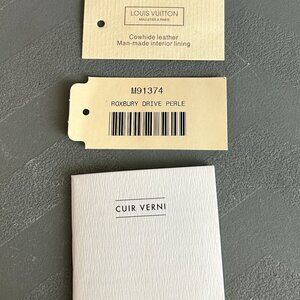 LOUIS VUITTON
MALLETIER A PARIS
Cowhide leather
Man-made interior lining
M91374
ROXBURY DRIVE PERLE
CUIR VERNI